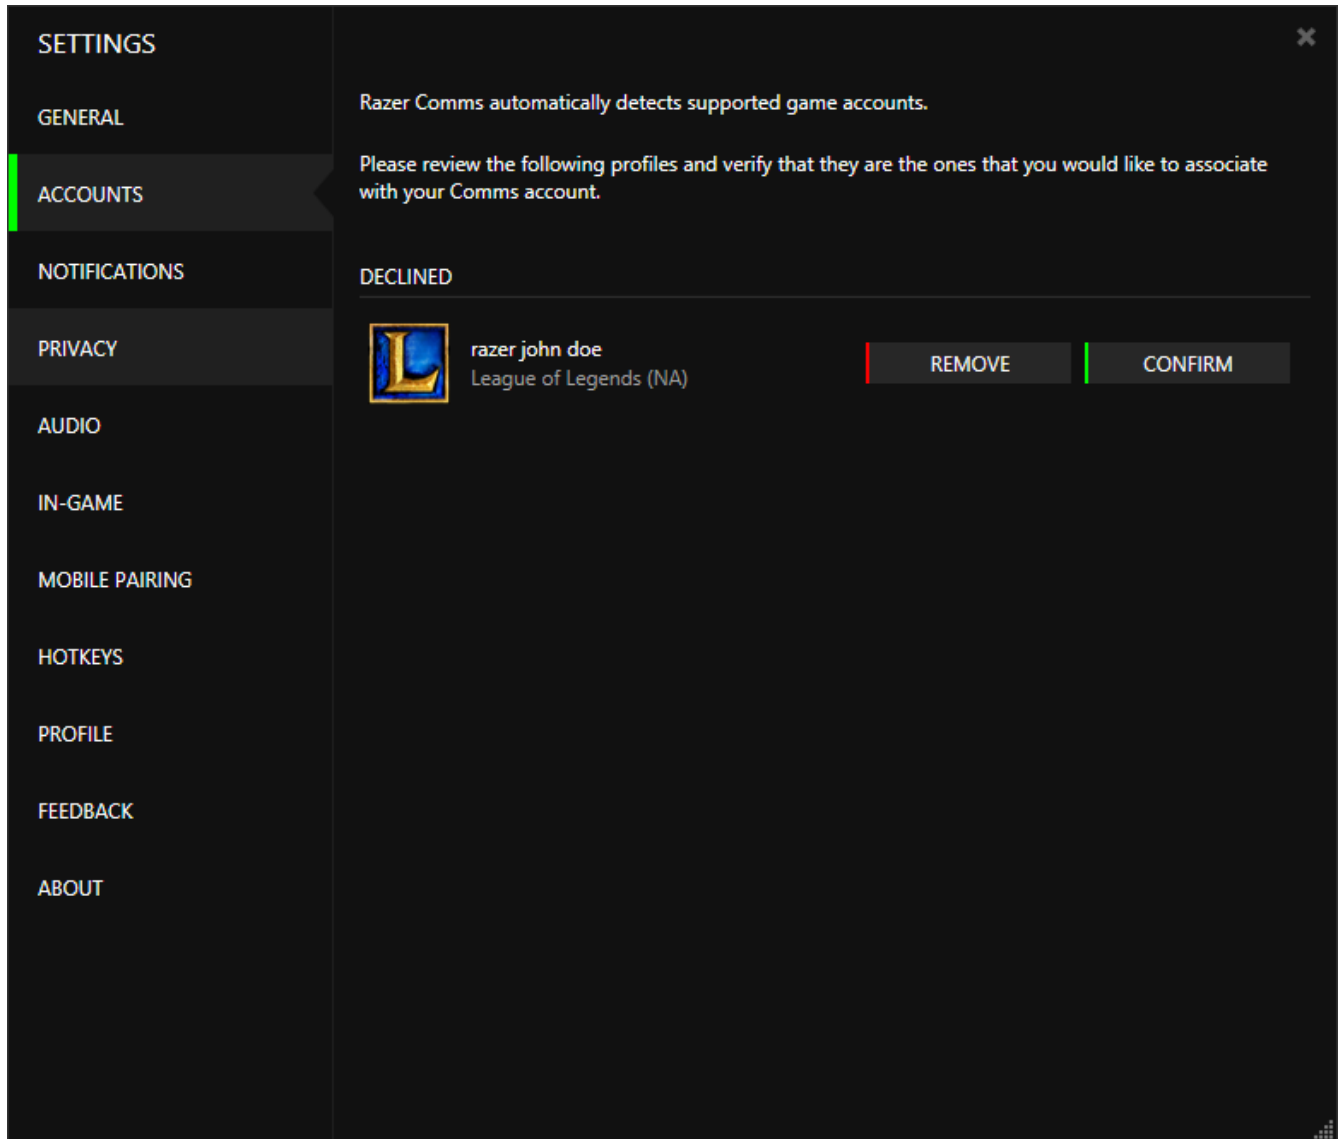 SETTINGS
GENERAL
ACCOUNTS
NOTIFICATIONS
PRIVACY
AUDIO
IN-GAME
MOBILE PAIRING
HOTKEYS
PROFILE
FEEDBACK
ABOUT
Razer Comms automatically detects supported game accounts.
Please review the following profiles and verify that they are the ones that you would like to associate
with your Comms account.
DECLINED
L
razer john doe
League of Legends (NA)
REMOVE
CONFIRM